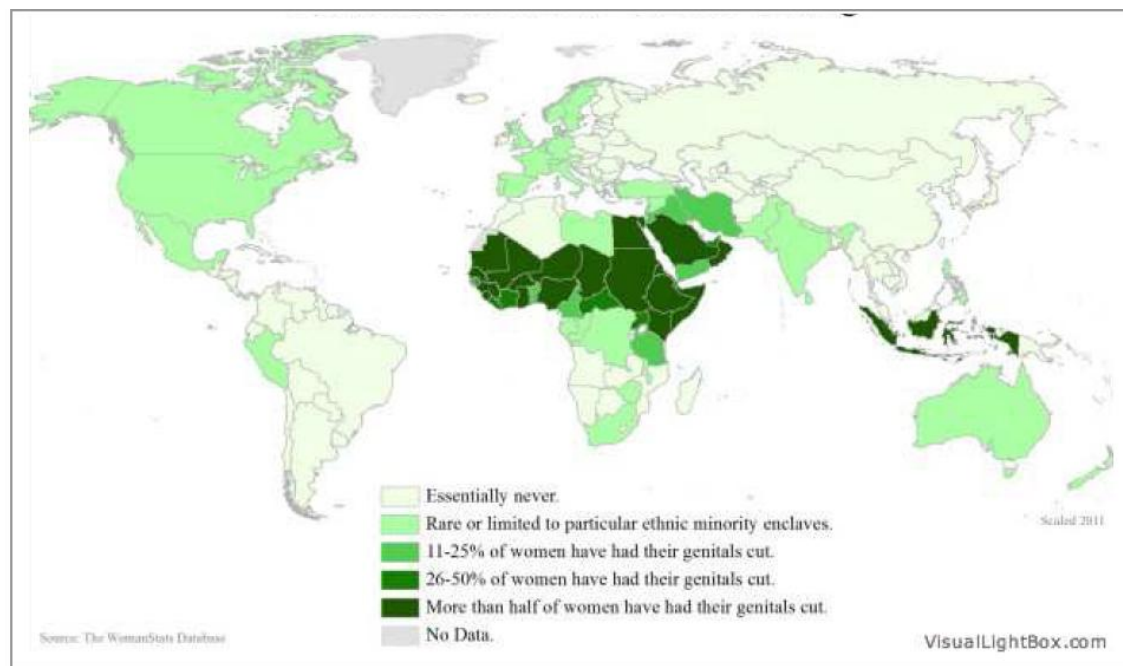 Essentially never.
Rare or limited to particular ethnic minority enclaves.
11-25% of women have had their genitals cut.
26-50% of women have had their genitals cut.
More than half of women have had their genitals cut.
No Data.
Scaled 2011
Source: The WomanStats Database
VisualLightBox.com